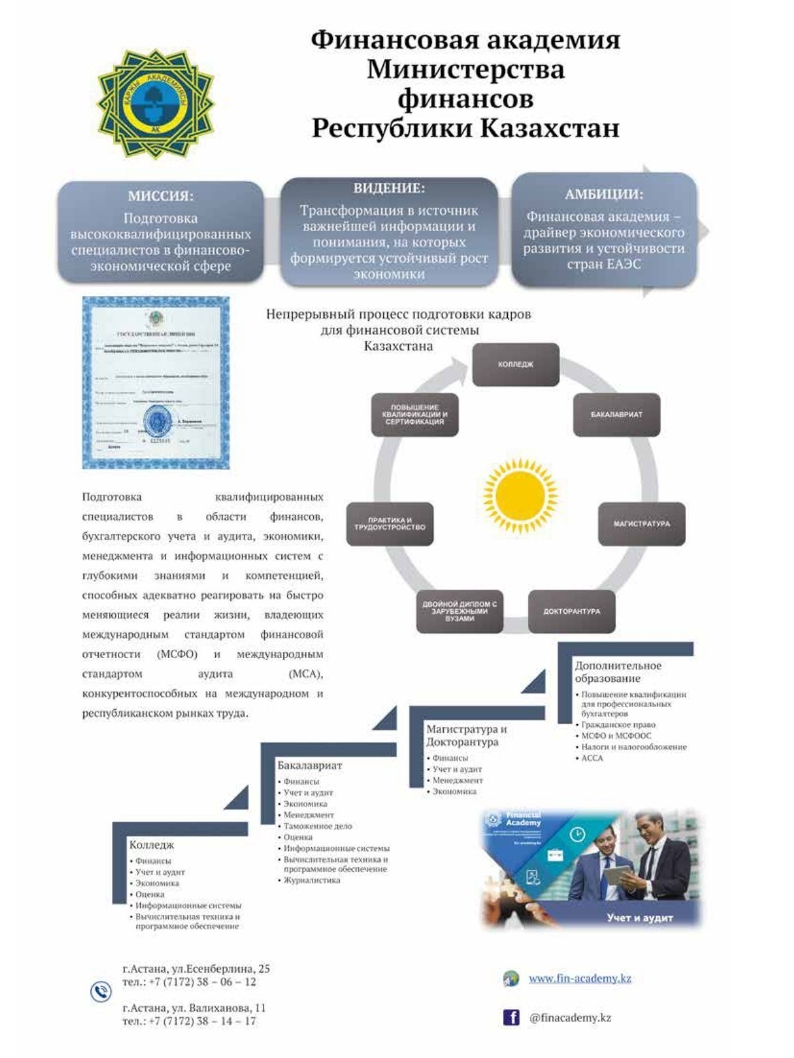 Финансовая академия
Министерства
финансов
Республики Казахстан
ҚАРЖЫ АКАДЕМИЯСЫ
АҚ
МИССИЯ:
Подготовка
высококвалифицированных
специалистов в финансово-
экономической сфере
ВИДЕНИЕ:
Трансформация в источник
важнейшей информации и
понимания, на которых
формируется устойчивый рост
экономики
АМБИЦИИ:
Финансовая академия –
драйвер экономического
развития и устойчивости
стран ЕАЭС
ГОСУДАРСТВЕННАЯ ЛИЦЕНЗИЯ
Непрерывный процесс подготовки кадров
для финансовой системы
Казахстана
КОЛЛЕДЖ
БАКАЛАВРИАТ
МАГИСТРАТУРА
ДОКТОРАНТУРА
ДВОЙНОЙ ДИПЛОМ С
ЗАРУБЕЖНЫМИ
ВУЗАМИ
ПРАКТИКА И
ТРУДОУСТРОЙСТВО
ПОВЫШЕНИЕ
КВАЛИФИКАЦИИ И
СЕРТИФИКАЦИЯ
Подготовка квалифицированных
специалистов в области финансов,
бухгалтерского учета и аудита, экономики,
менеджмента и информационных систем с
глубокими знаниями и компетенцией,
способных адекватно реагировать на быстро
меняющиеся реалии жизни, владеющих
международным стандартом финансовой
отчетности (МСФО) и международным
стандартом аудита (МСА),
конкурентоспособных на международном и
республиканском рынках труда.
Колледж
• Финансы
• Учет и аудит
• Экономика
• Оценка
• Информационные системы
• Вычислительная техника и
программное обеспечение
Бакалавриат
• Финансы
• Учет и аудит
• Экономика
• Менеджмент
• Таможенное дело
• Оценка
• Информационные системы
• Вычислительная техника и
программное обеспечение
• Журналистика
Магистратура и
Докторантура
• Финансы
• Учет и аудит
• Менеджмент
• Экономика
Дополнительное
образование
• Повышение квалификации
для профессиональных
бухгалтеров
• Гражданское право
• МСФО и МСФООС
• Налоги и налогообложение
• АССА
Financial
Academy
Учет и аудит
г.Астана, ул.Есенберлина, 25
тел.: +7 (7172) 38 – 06 – 12
г.Астана, ул. Валиханова, 11
тел.: +7 (7172) 38 – 14 – 17
www.fin-academy.kz
@finacademy.kz